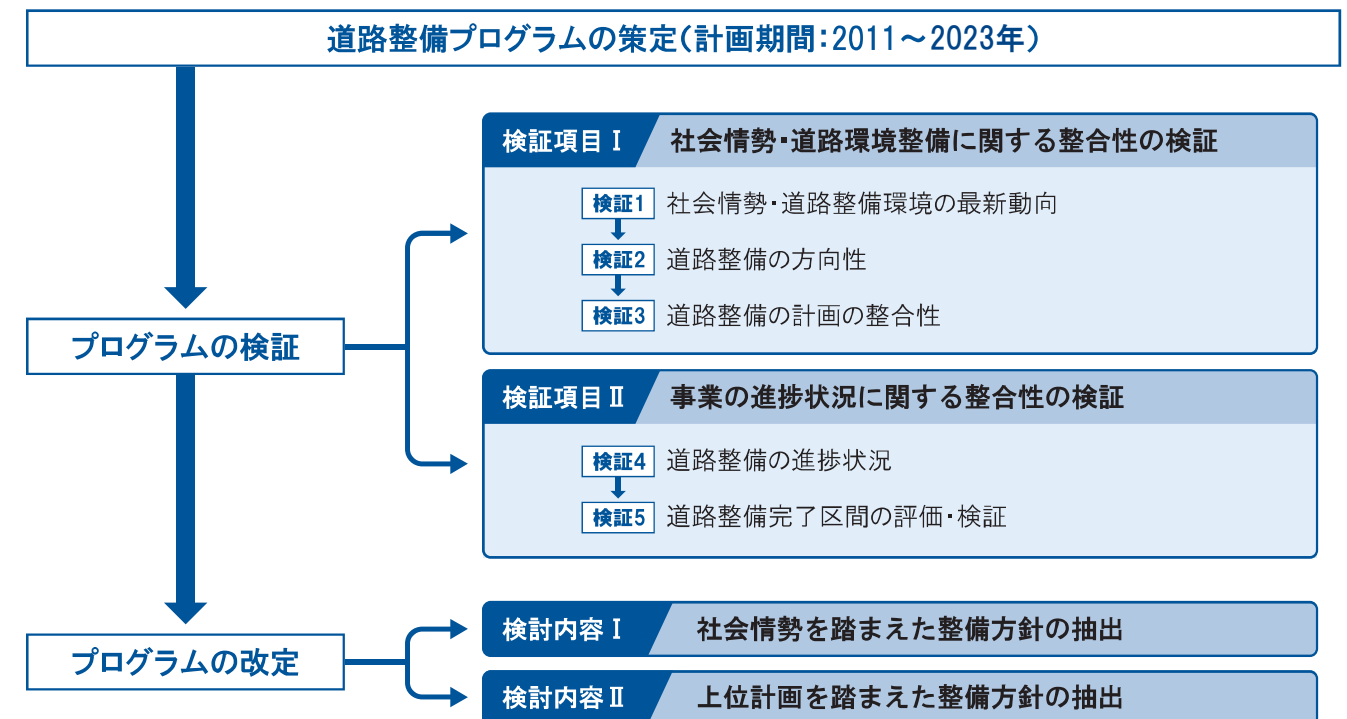 道路整備プログラムの策定(計画期間:2011～2023年)
検証項目Ⅰ 社会情勢・道路環境整備に関する整合性の検証
検証1 社会情勢・道路整備環境の最新動向
検証2 道路整備の方向性
検証3 道路整備の計画の整合性
プログラムの検証
検証項目Ⅱ 事業の進捗状況に関する整合性の検証
検証4 道路整備の進捗状況
検証5 道路整備完了区間の評価・検証
プログラムの改定
検討内容Ⅰ 社会情勢を踏まえた整備方針の抽出
検討内容Ⅱ 上位計画を踏まえた整備方針の抽出